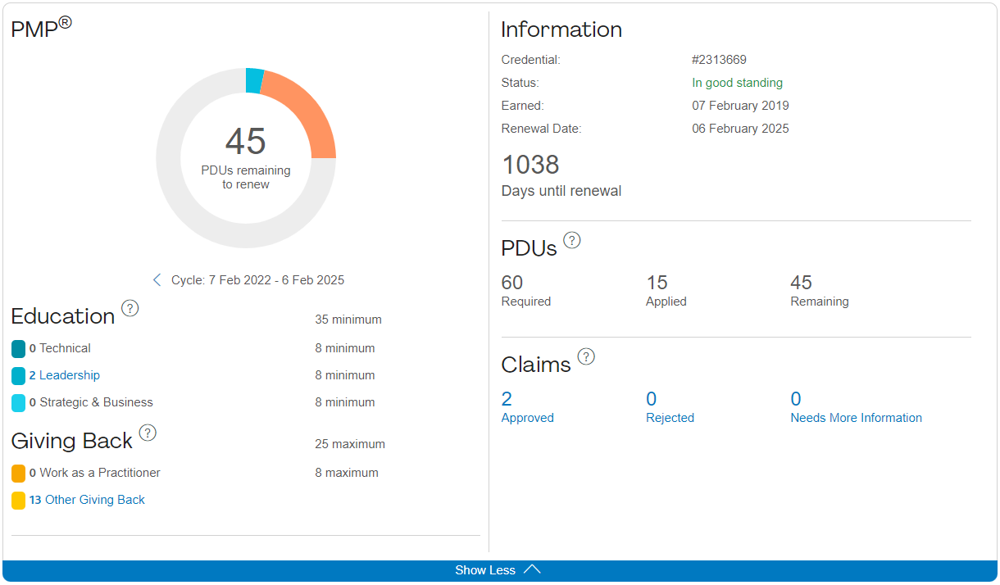 PMP®
45
PDUs remaining
to renew
Cycle: 7 Feb 2022 - 6 Feb 2025
Education ?
35 minimum
0 Technical
8 minimum
2 Leadership
8 minimum
0 Strategic & Business
8 minimum
Giving Back ?
25 maximum
0 Work as a Practitioner
8 maximum
13 Other Giving Back
Information
Credential: #2313669
Status: In good standing
Earned: 07 February 2019
Renewal Date: 06 February 2025
1038
Days until renewal
PDUs ?
60 15 45
Required Applied Remaining
Claims ?
2 0 0
Approved Rejected Needs More Information
Show Less